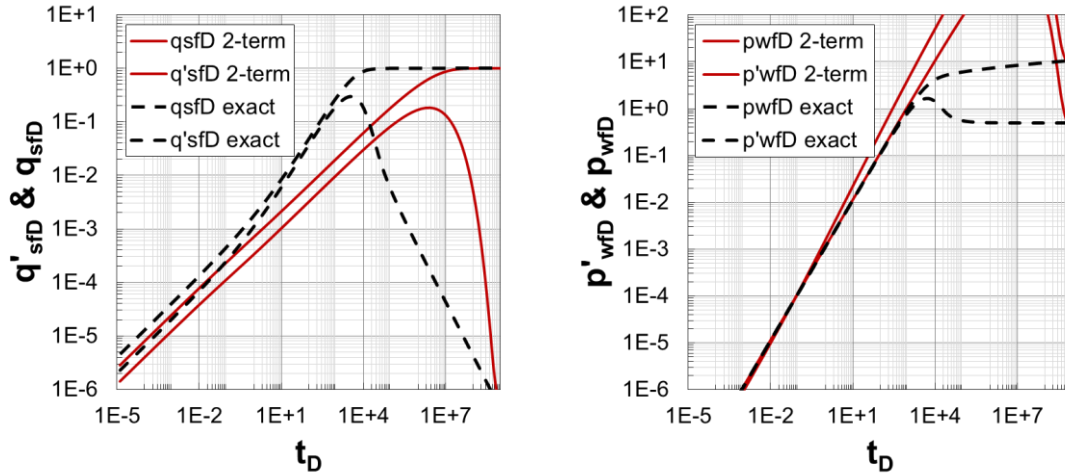 qsfD 2-term
q'sfD 2-term
qsfD exact
q'sfD exact
1E+0
1E-1
1E-2
1E-3
1E-4
1E-5
1E-6
q'sfD & qsfD
1E-5
1E-2
1E+1
1E+4
1E+7
tD
pwfD 2-term
p'wfD 2-term
pwfD exact
p'wfD exact
1E+2
1E+1
1E+0
1E-1
1E-2
1E-3
1E-4
1E-5
1E-6
p'wfD & pwfD
1E-5
1E-2
1E+1
1E+4
1E+7
tD